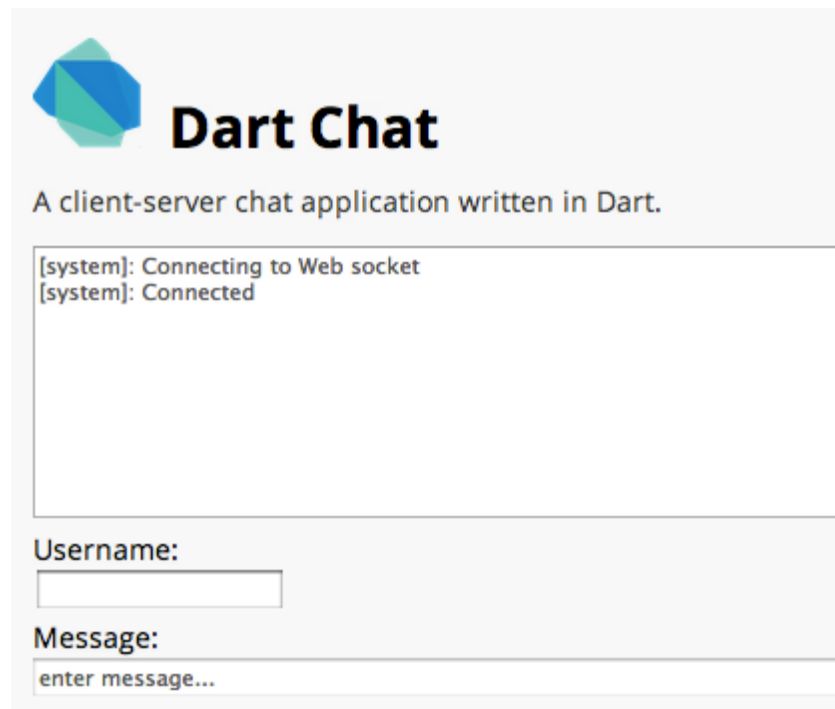 Dart Chat
A client-server chat application written in Dart.
[system]: Connecting to Web socket
[system]: Connected
Username:
Message:
enter message...